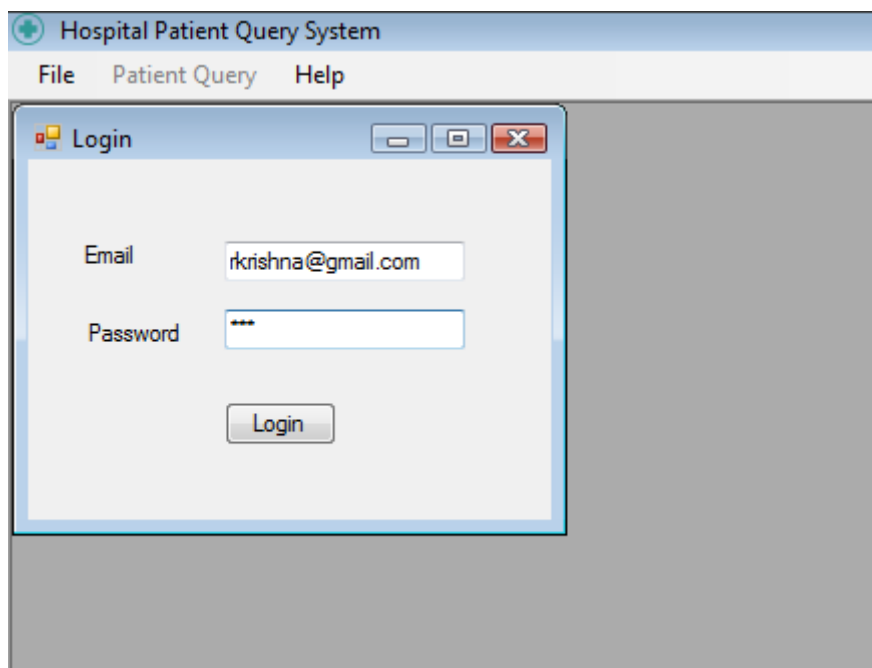 Hospital Patient Query System
File Patient Query Help
Login
Email rkrishna@gmail.com
Password ***
Login